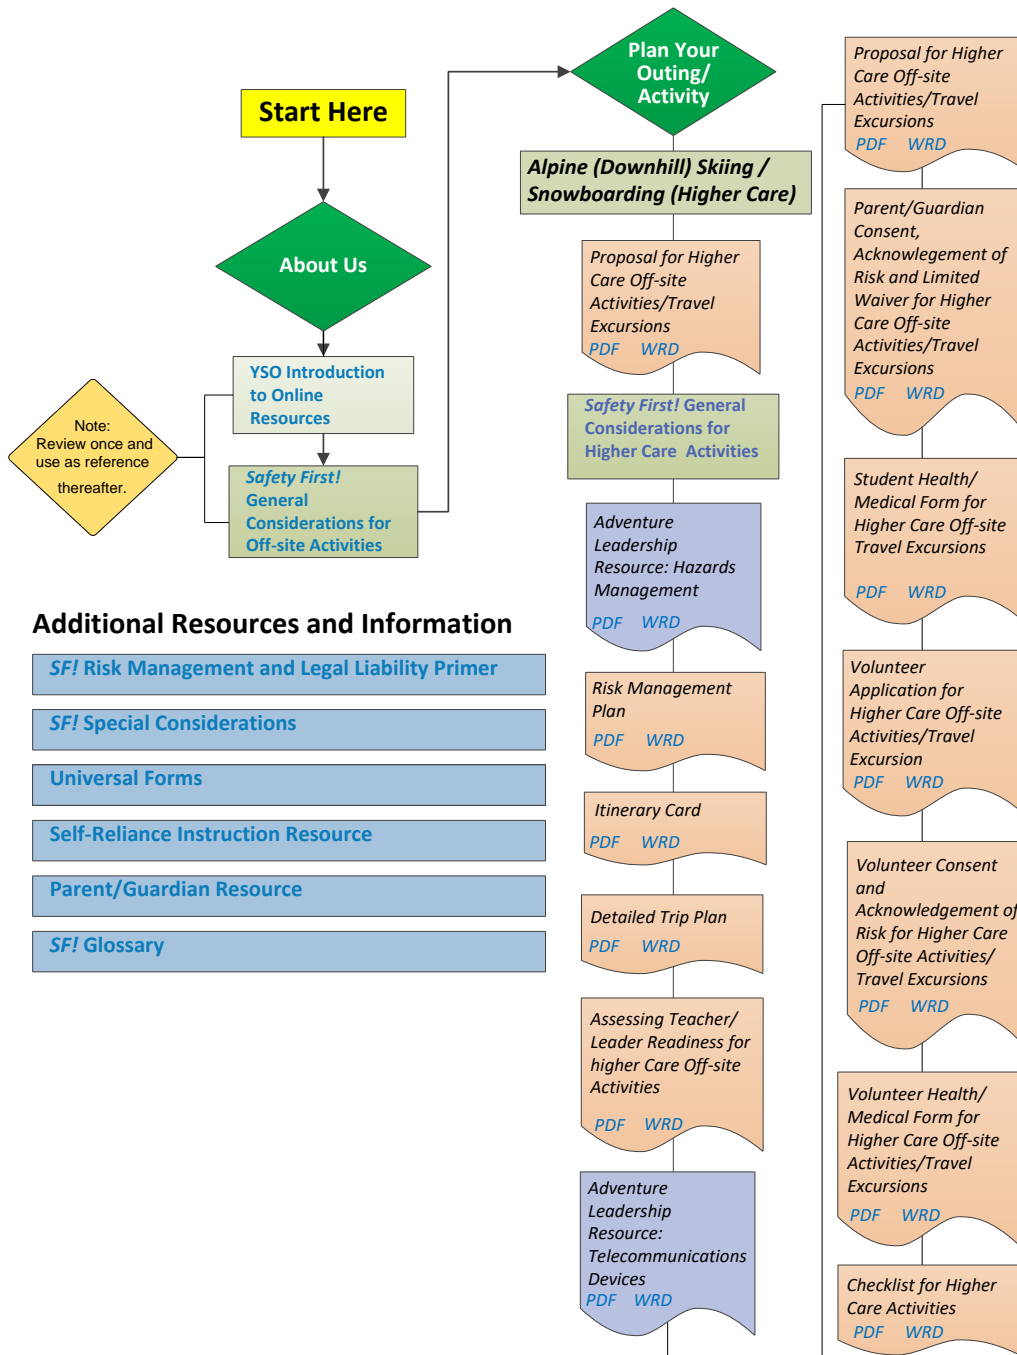 Start Here
About Us
YSO Introduction
to Online
Resources
Note:
Review once and
use as reference
thereafter.
Safety First!
General
Considerations for
Off-site Activities
Additional Resources and Information
SF! Risk Management and Legal Liability Primer
SF! Special Considerations
Universal Forms
Self-Reliance Instruction Resource
Parent/Guardian Resource
SF! Glossary
Plan Your
Outing/
Activity
Alpine (Downhill) Skiing /
Snowboarding (Higher Care)
Proposal for Higher
Care Off-site
Activities/Travel
Excursions
PDF WRD
Safety First! General
Considerations for
Higher Care Activities
Adventure
Leadership
Resource: Hazards
Management
PDF WRD
Risk Management
Plan
PDF WRD
Itinerary Card
PDF WRD
Detailed Trip Plan
PDF WRD
Assessing Teacher/
Leader Readiness for
higher Care Off-site
Activities
PDF WRD
Adventure
Leadership
Resource:
Telecommunications
Devices
PDF WRD
Proposal for Higher
Care Off-site
Activities/Travel
Excursions
PDF WRD
Parent/Guardian
Consent,
Acknowlegement of
Risk and Limited
Waiver for Higher
Care Off-site
Activities/Travel
Excursions
PDF WRD
Student Health/
Medical Form for
Higher Care Off-site
Travel Excursions
PDF WRD
Volunteer
Application for
Higher Care Off-site
Activities/Travel
Excursion
PDF WRD
Volunteer Consent
and
Acknowledgement of
Risk for Higher Care
Off-site Activities/
Travel Excursions
PDF WRD
Volunteer Health/
Medical Form for
Higher Care Off-site
Activities/Travel
Excursions
PDF WRD
Checklist for Higher
Care Activities
PDF WRD